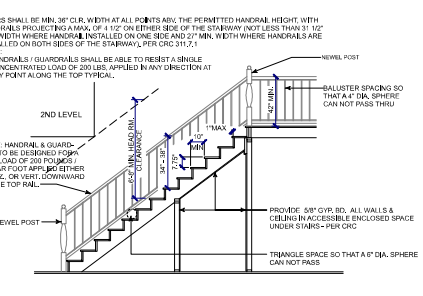 RS SHALL BE MIN. 36" CLR. WIDTH AT ALL POINTS ABV. THE PERMITTED HANDRAIL HEIGHT, WITH
RAILS PROJECTING A MAX. OF 4 1/2" ON EITHER SIDE OF THE STAIRWAY (NOT LESS THAN 31 1/2"
WIDTH WHERE HANDRAIL INSTALLED ON ONE SIDE AND 27" MIN. WIDTH WHERE HANDRAILS ARE
ALLED ON BOTH SIDES OF THE STAIRWAY). PER CRC 311.7.1
NDRAILS / GUARDRAILS SHALL BE ABLE TO RESIST A SINGLE
NCENTRATED LOAD OF 200 LBS. APPLIED IN ANY DIRECTION AT
Y POINT ALONG THE TOP TYPICAL.
NEWEL POST
BALUSTER SPACING SO
THAT A 4" DIA. SPHERE
CAN NOT PASS THRU
42" MIN.
2ND LEVEL
6'-8" MIN. HEAD RM.
CLEARANCE
34" - 38"
1" MAX
10"
MIN
7.75"
: HANDRAIL & GUARD-
TO BE DESIGNED FOR A
LOAD OF 200 POUNDS /
AR FOOT APPLIED EITHER
Z. OR VERT. DOWNWARD
E TOP RAIL.
EWEL POST
PROVIDE 5/8" GYP. BD. ALL WALLS &
CEILING IN ACCESSIBLE ENCLOSED SPACE
UNDER STAIRS - PER CRC
TRIANGLE SPACE SO THAT A 6" DIA. SPHERE
CAN NOT PASS